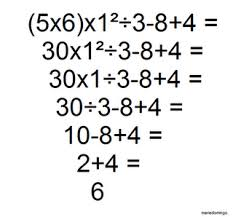 (5x6)x1²÷3-8+4 =
30x1²÷3-8+4 =
30x1÷3-8+4 =
30÷3-8+4 =
10-8+4 =
2+4 =
6
mariedomingo